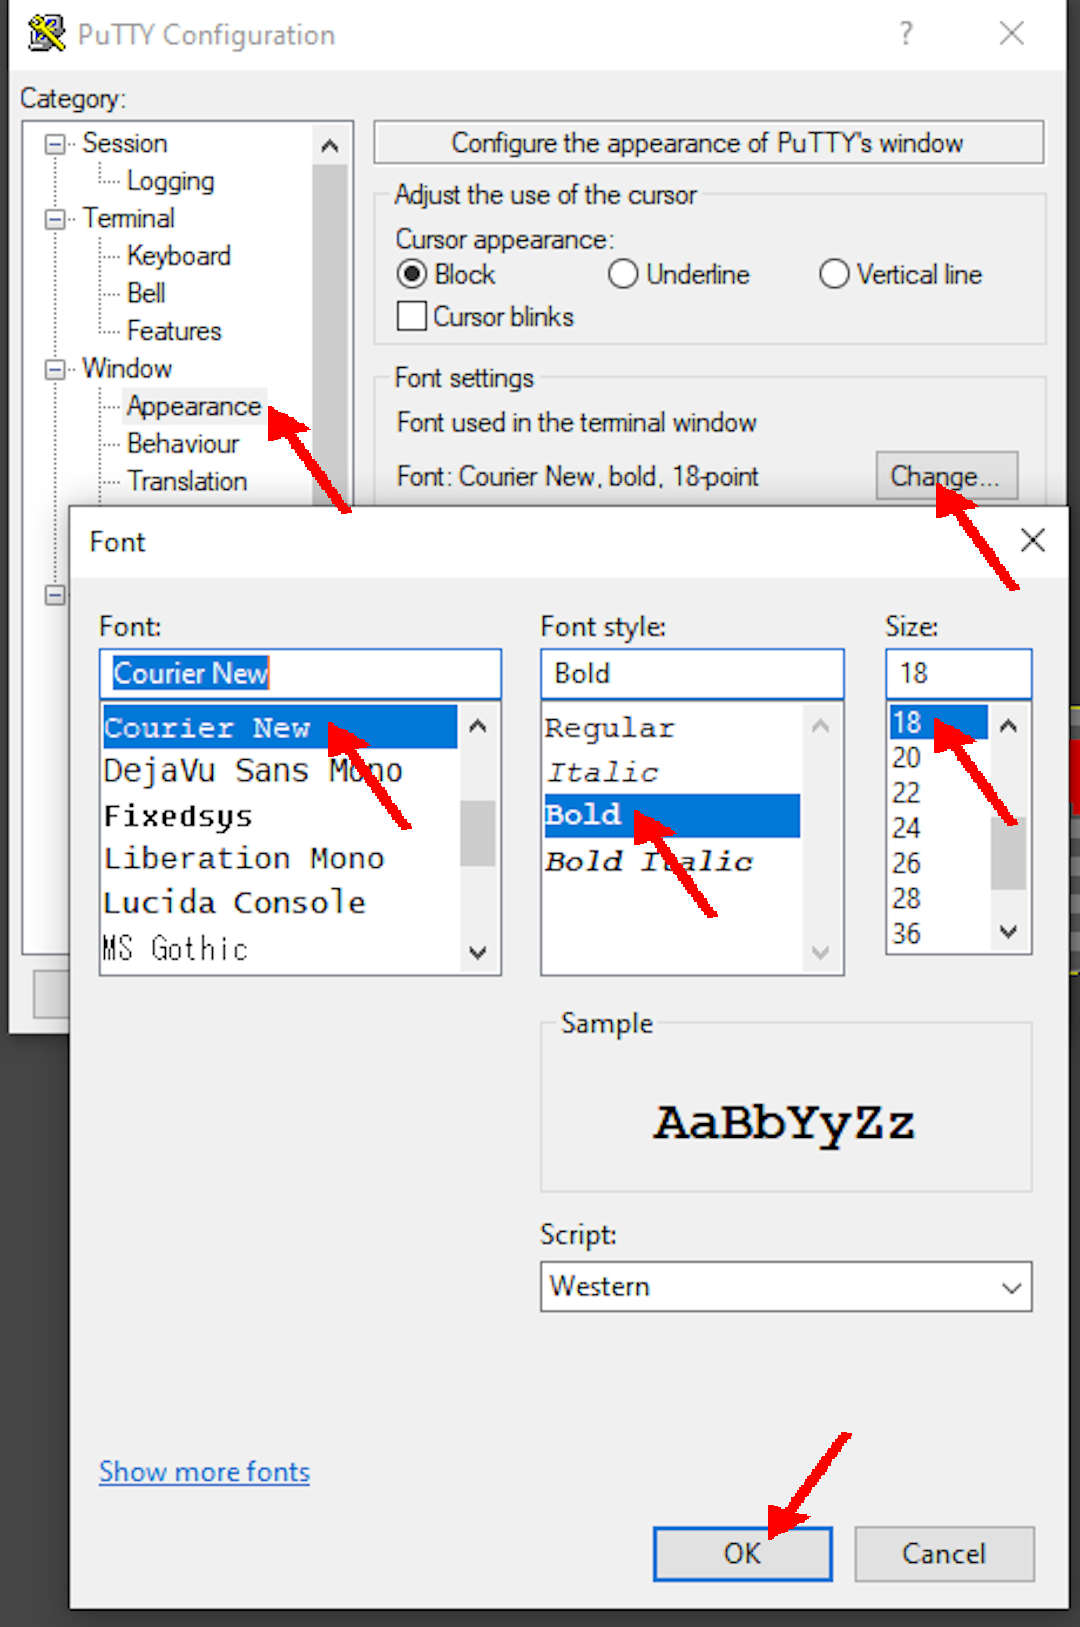 PuTTY Configuration
?
Category:
Session
Logging
Terminal
Keyboard
Bell
Features
Window
Appearance
Behaviour
Translation
Configure the appearance of PuTTY's window
Adjust the use of the cursor
Cursor appearance:
Block Underline Vertical line
Cursor blinks
Font settings
Font used in the terminal window
Font: Courier New, bold, 18-point Change...
Font
Font: Font style: Size:
Courier New Bold 18
Courier New
DejaVu Sans Mono
Fixedsys
Liberation Mono
Lucida Console
MS Gothic
Regular
Italic
Bold
Bold Italic
18
20
22
24
26
28
36
Sample
AaBbYyZz
Script:
Western
Show more fonts
OK Cancel